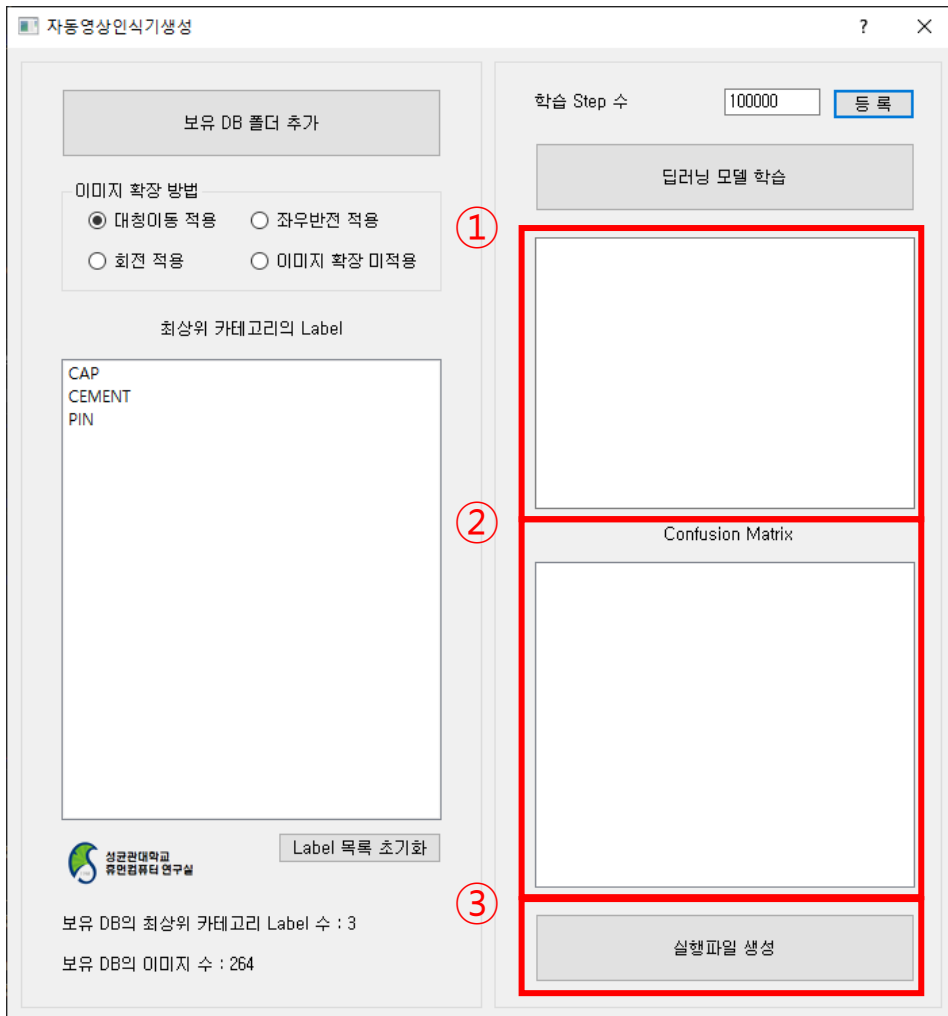 자동영상인식기생성
?
보유 DB 폴더 추가
이미지 확장 방법
대칭이동 적용
좌우반전 적용
회전 적용
이미지 확장 미적용
최상위 카테고리의 Label
CAP
CEMENT
PIN
성균관대학교
휴먼컴퓨터 연구실
Label 목록 초기화
보유 DB의 최상위 카테고리 Label 수 : 3
보유 DB의 이미지 수 : 264
학습 Step 수
100000
등 록
딥러닝 모델 학습
①
②
Confusion Matrix
③
실행파일 생성